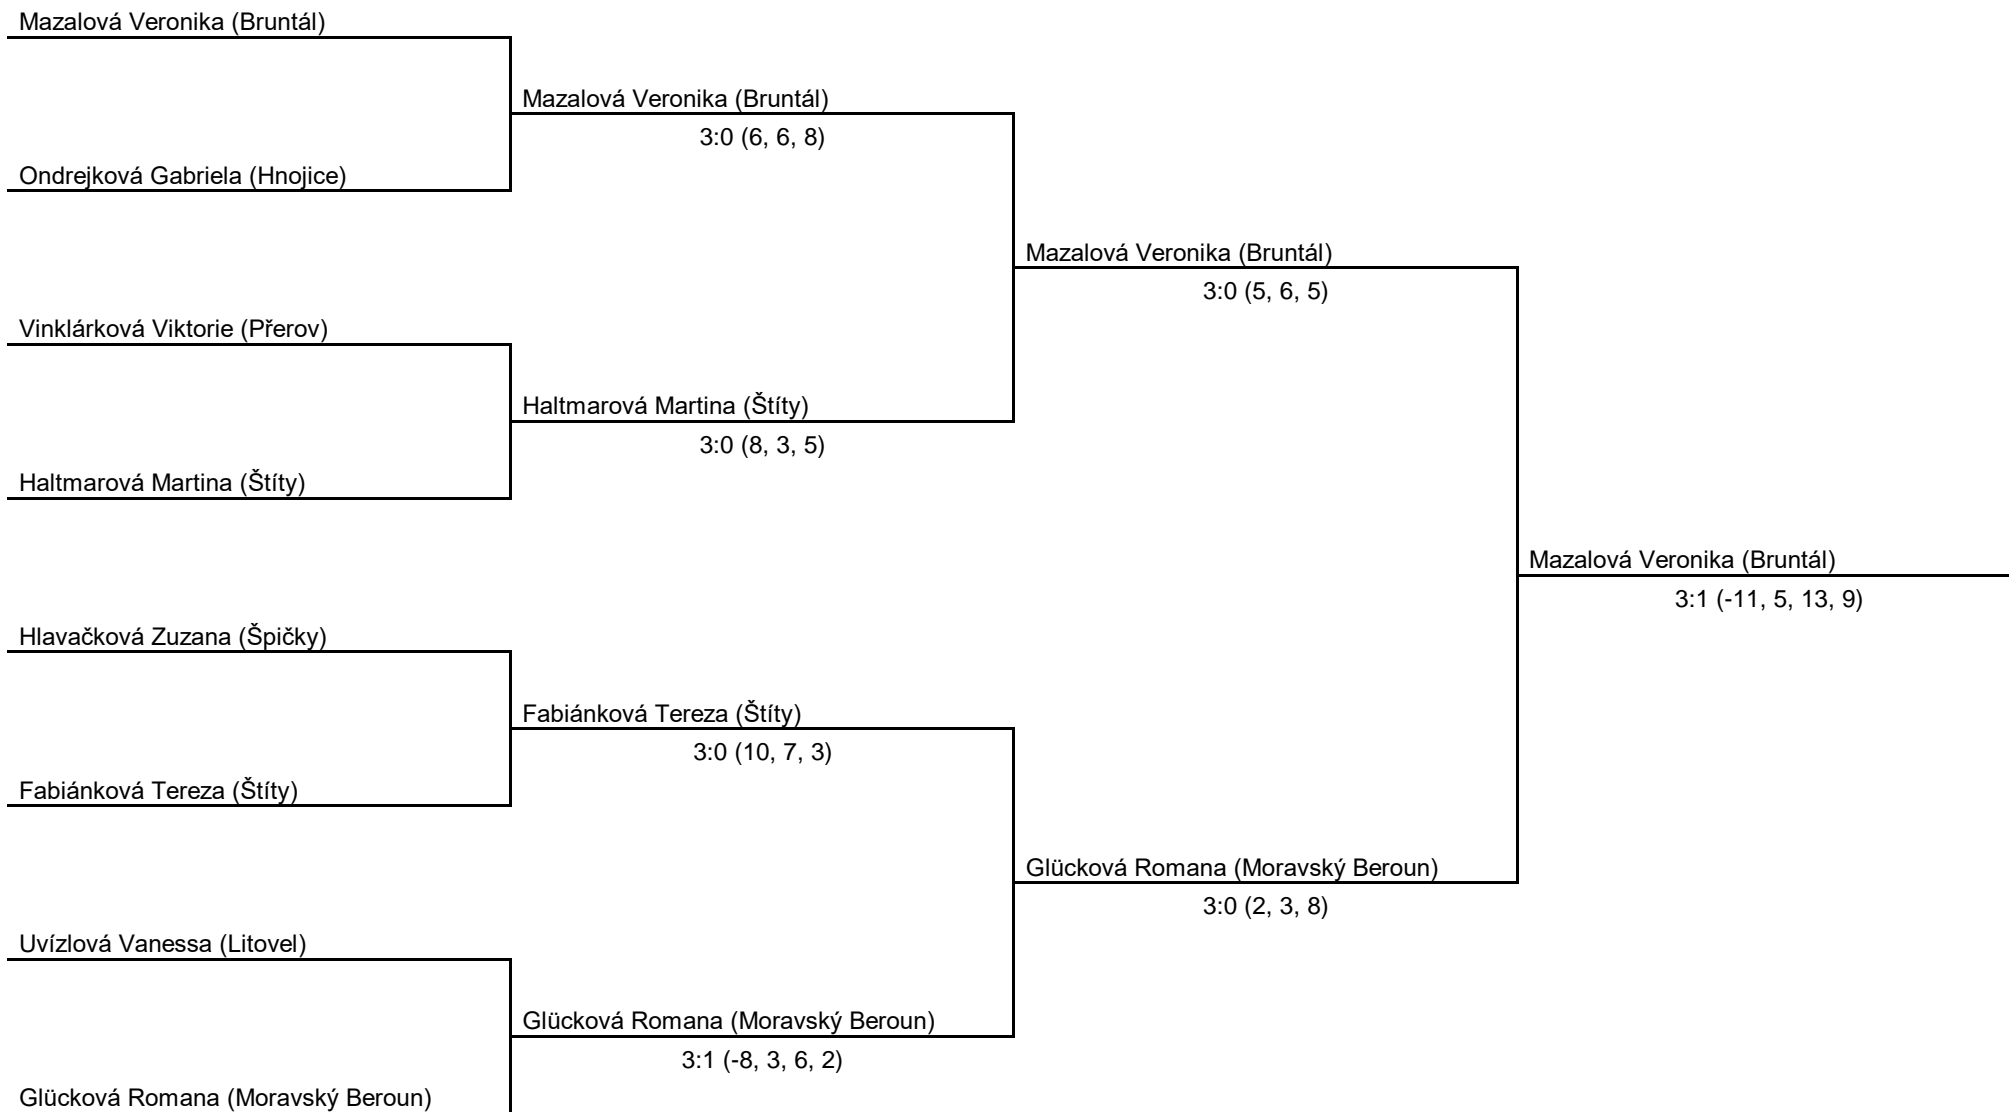 Mazalová Veronika (Bruntál)
Mazalová Veronika (Bruntál)
3:0 (6, 6, 8)
Ondrejková Gabriela (Hnojice)
Mazalová Veronika (Bruntál)
3:0 (5, 6, 5)
Vinklárková Viktorie (Přerov)
Haltmarová Martina (Štíty)
3:0 (8, 3, 5)
Haltmarová Martina (Štíty)
Mazalová Veronika (Bruntál)
3:1 (-11, 5, 13, 9)
Hlavačková Zuzana (Špičky)
Fabiánková Tereza (Štíty)
3:0 (10, 7, 3)
Fabiánková Tereza (Štíty)
Glücková Romana (Moravský Beroun)
3:0 (2, 3, 8)
Uvízlová Vanessa (Litovel)
Glücková Romana (Moravský Beroun)
3:1 (-8, 3, 6, 2)
Glücková Romana (Moravský Beroun)